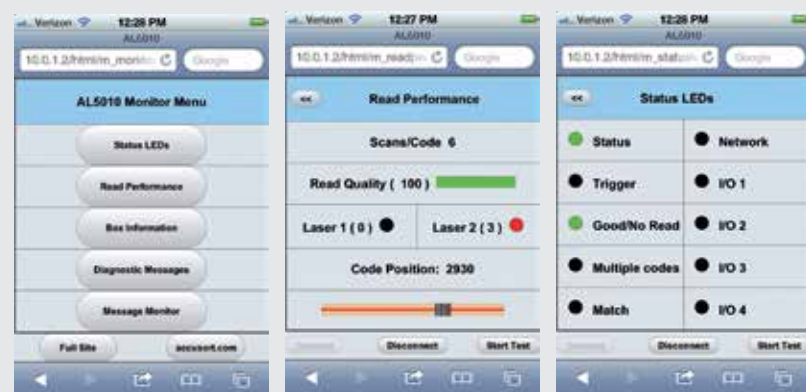 Verizon 12:28 PM
AL5010
10.0.1.2/html/m_monito
Google
AL5010 Monitor Menu
Status LEDs
Read Performance
Box Information
Diagnostic Messages
Message Monitor
Full Site
accusort.com
Verizon 12:27 PM
AL5010
10.0.1.2/html/m_readp
Google
<< Read Performance
Scans/Code 6
Read Quality ( 100 )
Laser 1 ( 0 ) Laser 2 ( 3 )
Code Position: 2930
Disconnect Start Test
Verizon 12:28 PM
AL5010
10.0.1.2/html/m_status
Google
<< Status LEDs
Status Network
Trigger I/O 1
Good/No Read I/O 2
Multiple codes I/O 3
Match I/O 4
Disconnect Start Test